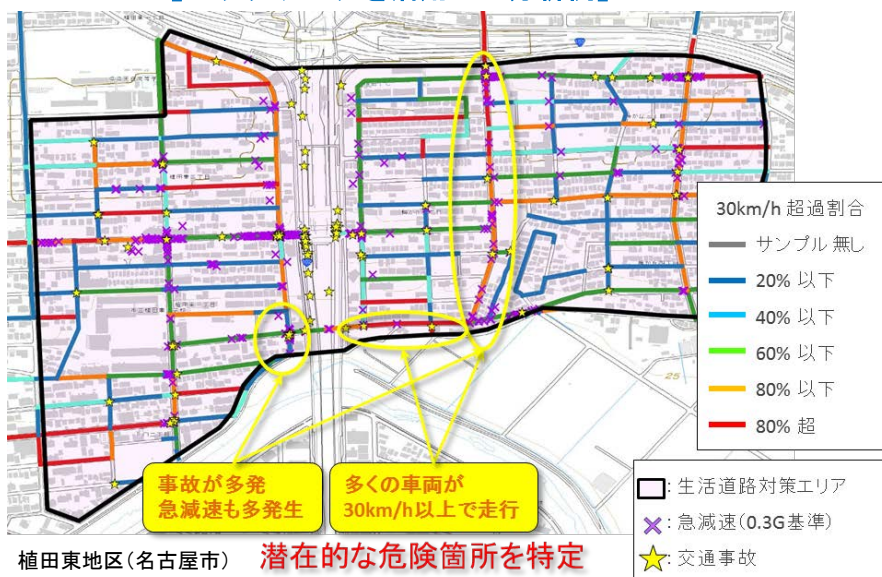 30km/h 超過割合
サンプル 無し
20% 以下
40% 以下
60% 以下
80% 以下
80% 超
25
事故が多発
急減速も多発生
多くの車両が
30km/h以上で走行
: 生活道路対策エリア
: 急減速(0.3G基準)
: 交通事故
植田東地区(名古屋市)
潜在的な危険箇所を特定